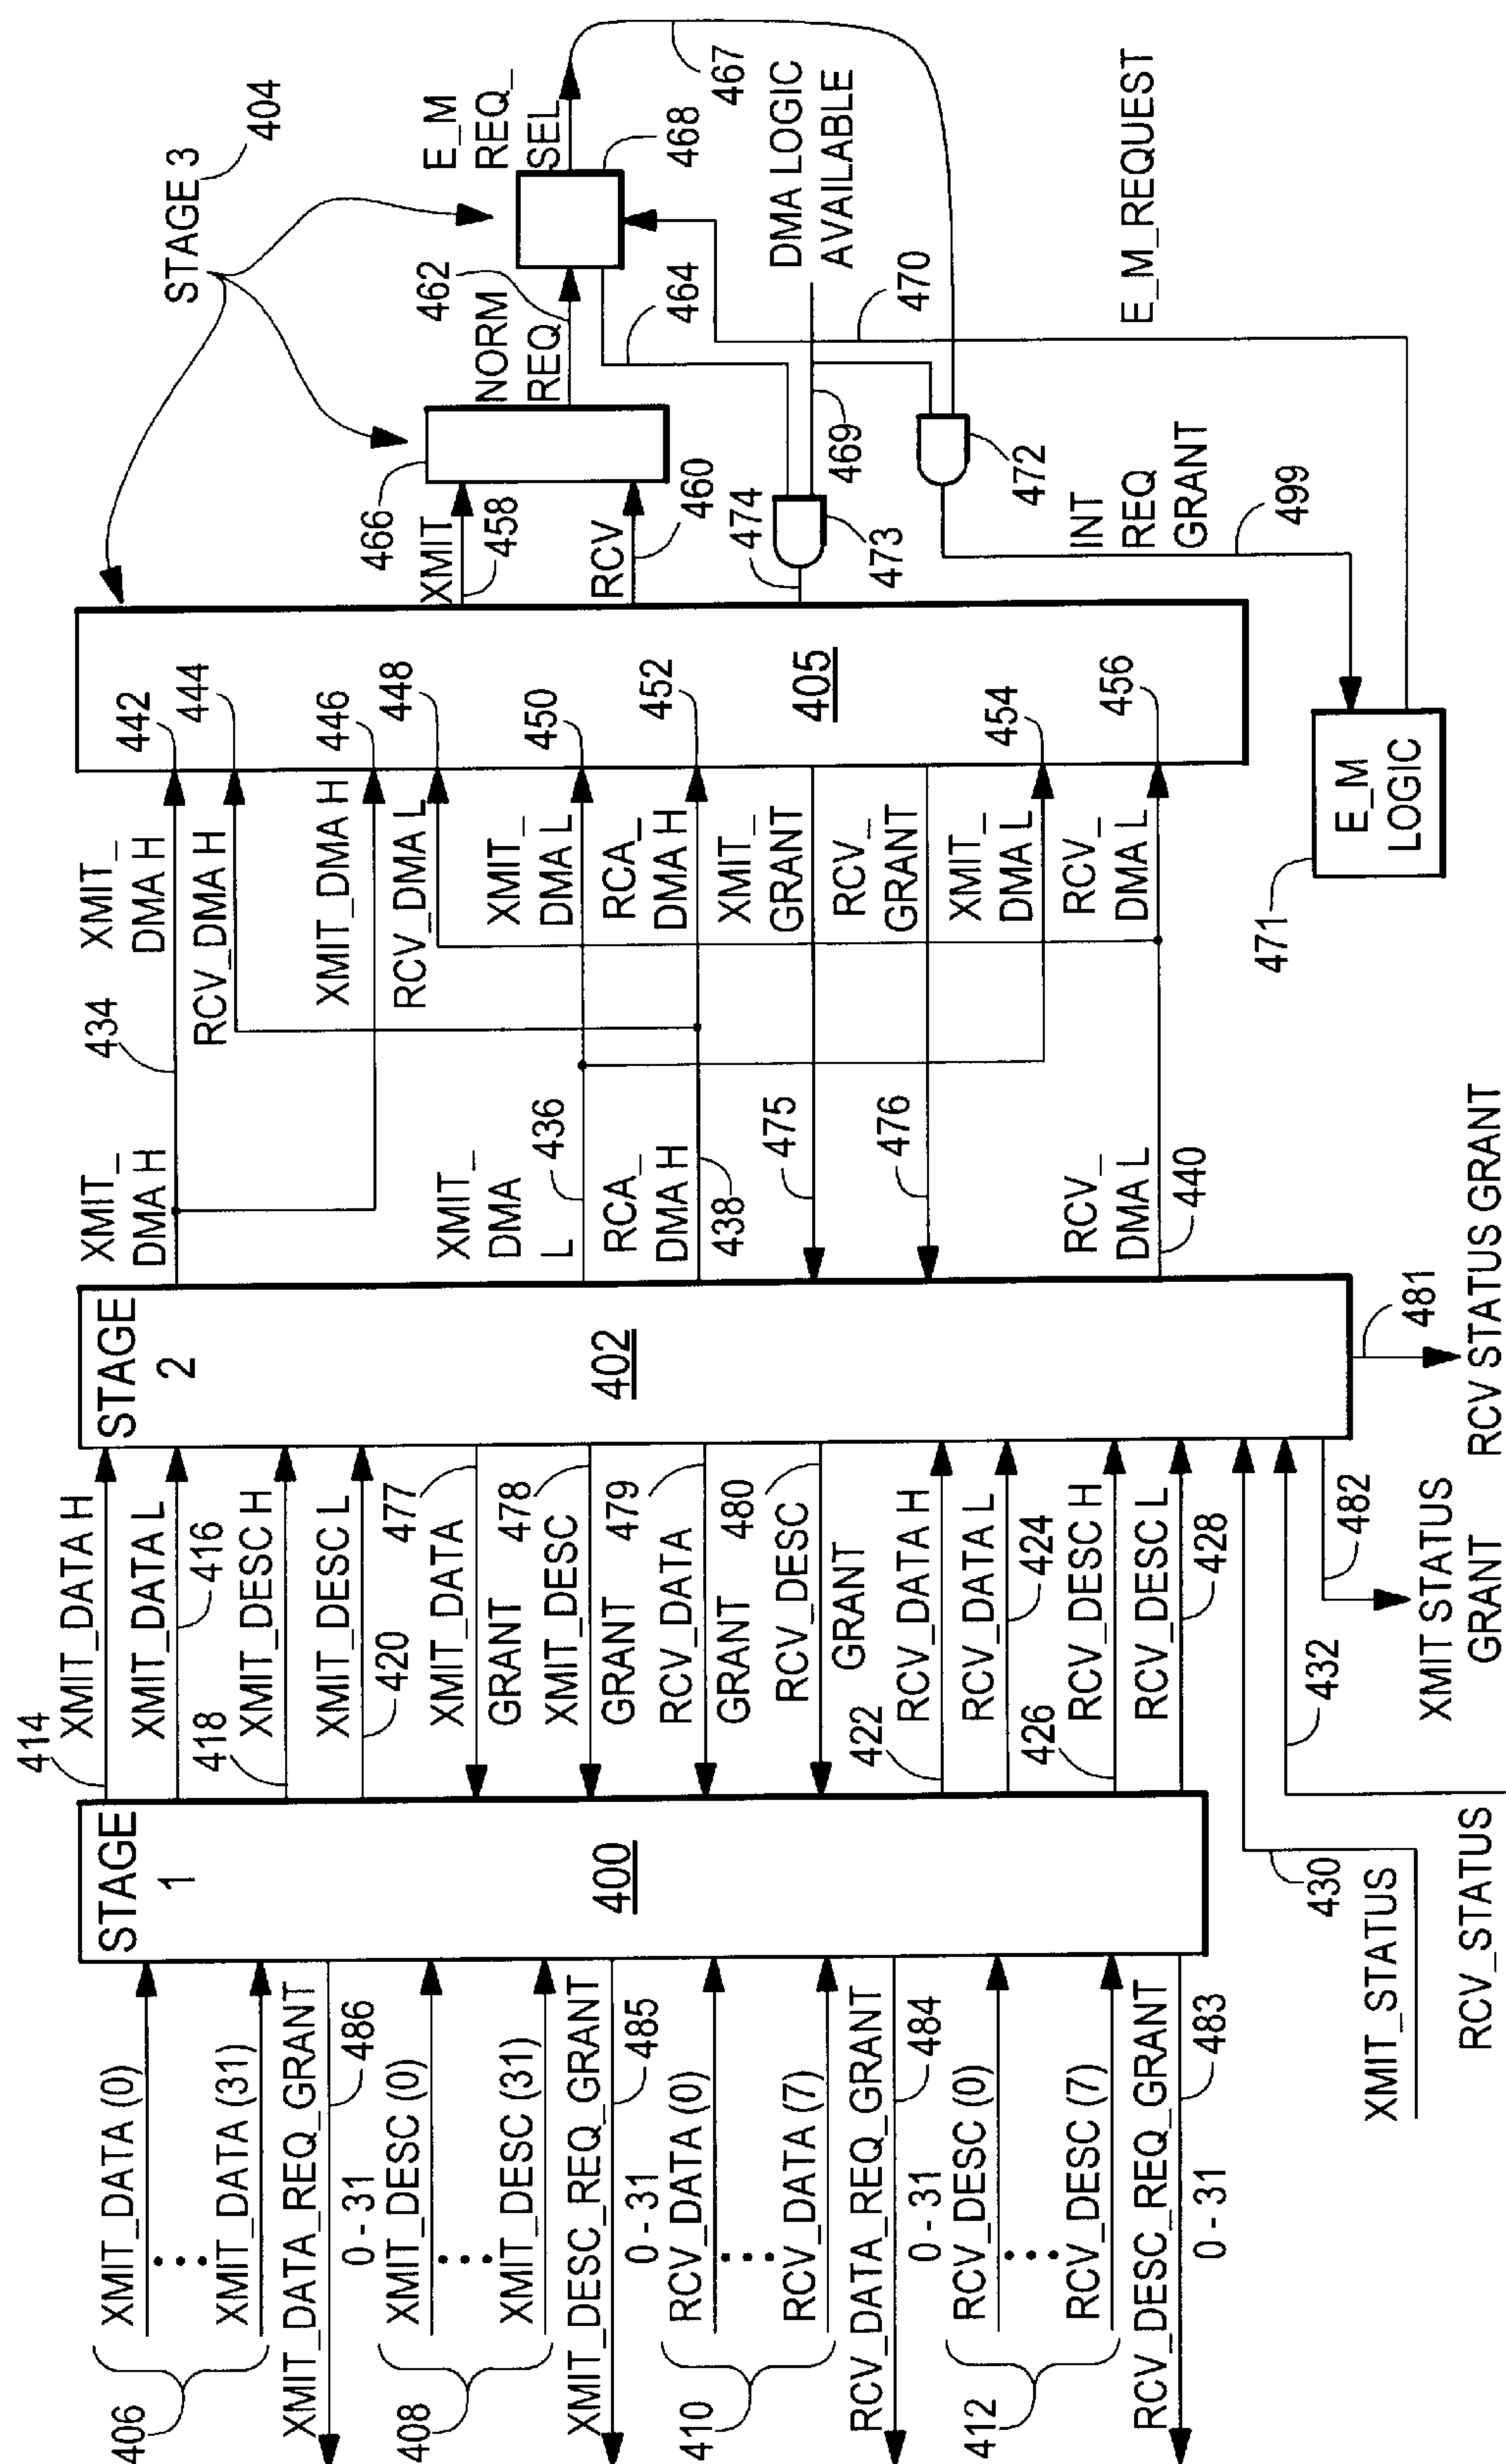 406
XMIT_DATA (0)
XMIT_DATA (31)
XMIT_DATA_REQ_GRANT
486
0 - 31
408
XMIT_DESC (0)
XMIT_DESC (31)
XMIT_DESC_REQ_GRANT
485
0 - 31
410
RCV_DATA (0)
RCV_DATA (7)
RCV_DATA_REQ_GRANT
484
0 - 31
412
RCV_DESC (0)
RCV_DESC (7)
RCV_DESC_REQ_GRANT
483
0 - 31
STAGE
1
400
414
XMIT_DATA H
XMIT_DATA L
416
418
XMIT_DESC H
XMIT_DESC L
420
XMIT_DATA
GRANT
477
XMIT_DESC
GRANT
478
RCV_DATA
GRANT
479
RCV_DESC
GRANT
480
422
RCV_DATA H
RCV_DATA L
424
426
RCV_DESC H
RCV_DESC L
428
430
XMIT_STATUS
RCV_STATUS
432
STAGE
2
402
482
XMIT STATUS
GRANT
481
RCV STATUS GRANT
XMIT_
DMA H
434
XMIT_
DMA H
RCV_DMA H
XMIT_DMA H
RCV_DMA L
XMIT_
DMA
L
436
XMIT_
DMA L
RCA_
DMA H
438
RCA_
DMA H
475
XMIT_
GRANT
476
RCV_
GRANT
XMIT_
DMA L
RCV_
DMA L
440
RCV_
DMA L
442
444
446
448
450
452
405
454
456
STAGE 3
404
XMIT
458
RCV
460
466
NORM
REQ
462
464
E_M
REQ_
SEL
468
467
DMA LOGIC
AVAILABLE
469
474
473
472
470
INT
REQ
GRANT
499
E_M_REQUEST
E_M
LOGIC
471